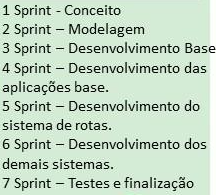 1 Sprint - Conceito
2 Sprint – Modelagem
3 Sprint – Desenvolvimento Base
4 Sprint – Desenvolvimento das
aplicações base.
5 Sprint – Desenvolvimento do
sistema de rotas.
6 Sprint – Desenvolvimento dos
demais sistemas.
7 Sprint – Testes e finalização